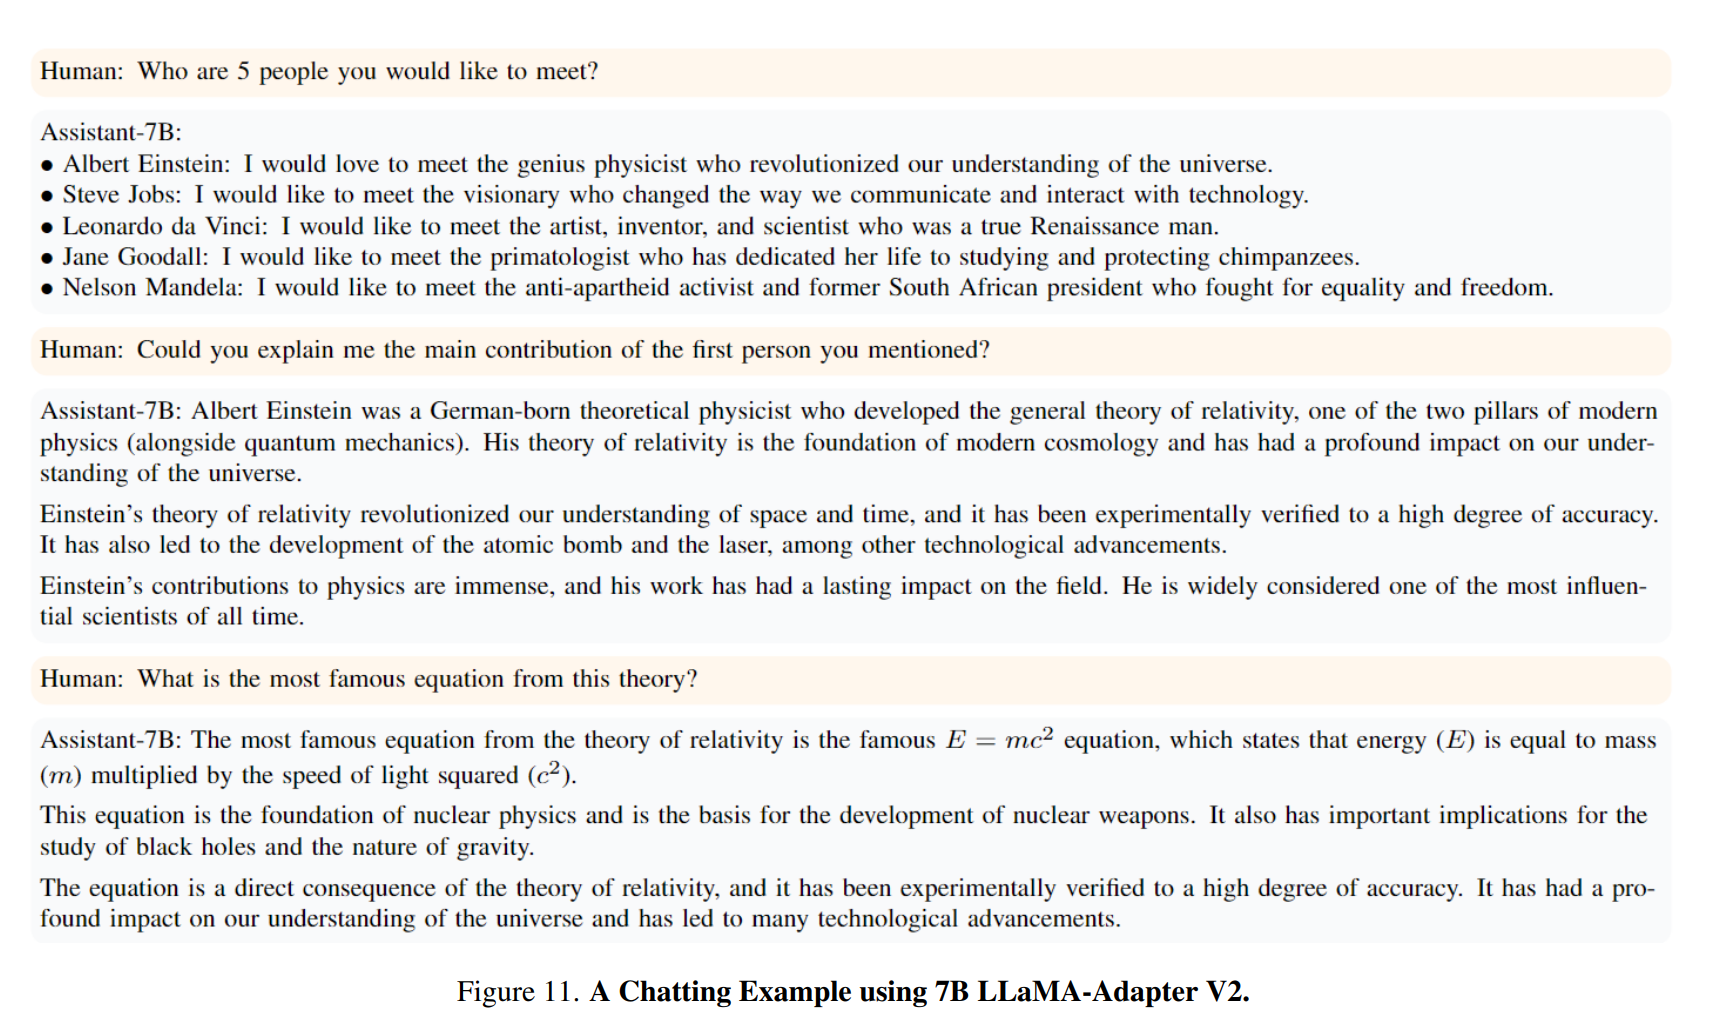 Human: Who are 5 people you would like to meet?
Assistant-7B:
● Albert Einstein: I would love to meet the genius physicist who revolutionized our understanding of the universe.
● Steve Jobs: I would like to meet the visionary who changed the way we communicate and interact with technology.
● Leonardo da Vinci: I would like to meet the artist, inventor, and scientist who was a true Renaissance man.
● Jane Goodall: I would like to meet the primatologist who has dedicated her life to studying and protecting chimpanzees.
● Nelson Mandela: I would like to meet the anti-apartheid activist and former South African president who fought for equality and freedom.
Human: Could you explain me the main contribution of the first person you mentioned?
Assistant-7B: Albert Einstein was a German-born theoretical physicist who developed the general theory of relativity, one of the two pillars of modern
physics (alongside quantum mechanics). His theory of relativity is the foundation of modern cosmology and has had a profound impact on our under-
standing of the universe.
Einstein's theory of relativity revolutionized our understanding of space and time, and it has been experimentally verified to a high degree of accuracy.
It has also led to the development of the atomic bomb and the laser, among other technological advancements.
Einstein's contributions to physics are immense, and his work has had a lasting impact on the field. He is widely considered one of the most influen-
tial scientists of all time.
Human: What is the most famous equation from this theory?
Assistant-7B: The most famous equation from the theory of relativity is the famous E = mc² equation, which states that energy (E) is equal to mass
(m) multiplied by the speed of light squared (c²).
This equation is the foundation of nuclear physics and is the basis for the development of nuclear weapons. It also has important implications for the
study of black holes and the nature of gravity.
The equation is a direct consequence of the theory of relativity, and it has been experimentally verified to a high degree of accuracy. It has had a pro-
found impact on our understanding of the universe and has led to many technological advancements.
Figure 11. A Chatting Example using 7B LLaMA-Adapter V2.